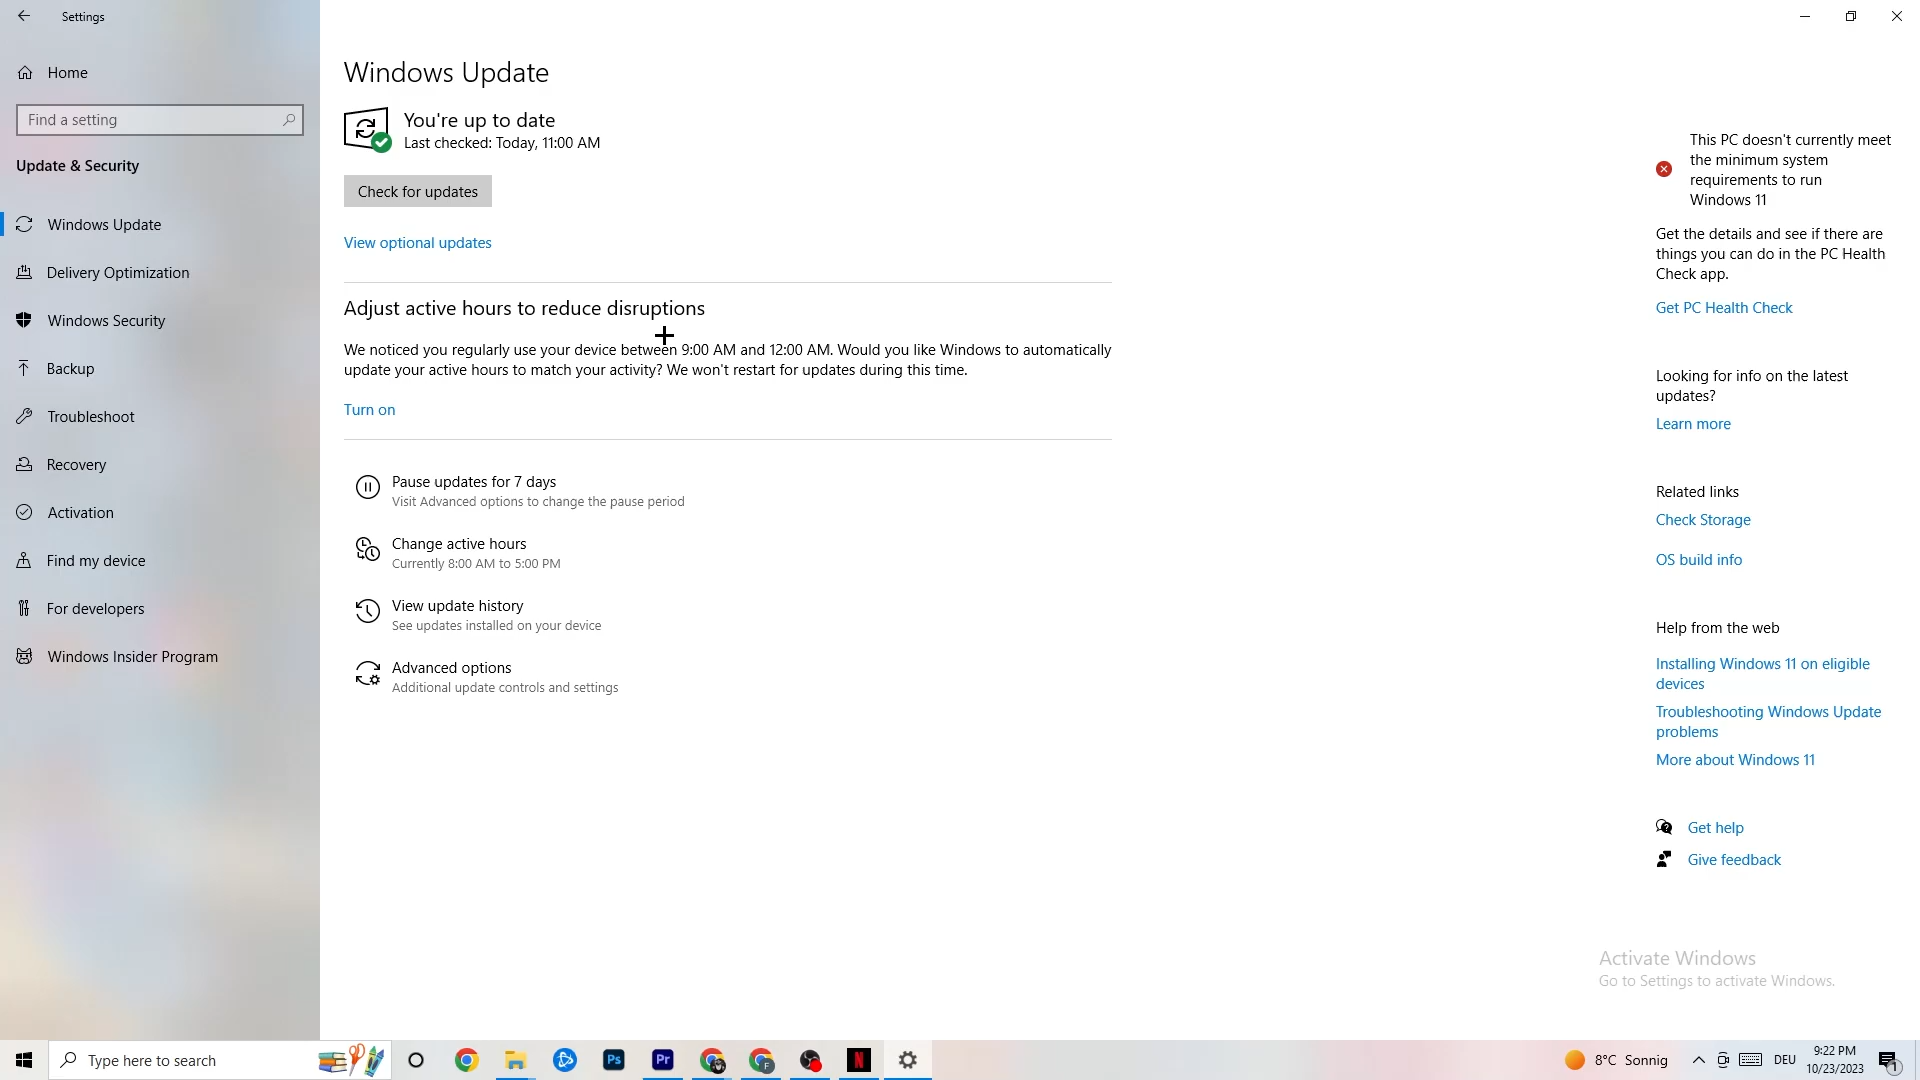 Settings
Home
Find a setting
Update & Security
Windows Update
Delivery Optimization
Windows Security
Backup
Troubleshoot
Recovery
Activation
Find my device
For developers
Windows Insider Program
Windows Update
You're up to date
Last checked: Today, 11:00 AM
Check for updates
View optional updates
Adjust active hours to reduce disruptions
We noticed you regularly use your device between 9:00 AM and 12:00 AM. Would you like Windows to automatically
update your active hours to match your activity? We won't restart for updates during this time.
Turn on
Pause updates for 7 days
Visit Advanced options to change the pause period
Change active hours
Currently 8:00 AM to 5:00 PM
View update history
See updates installed on your device
Advanced options
Additional update controls and settings
This PC doesn't currently meet
the minimum system
requirements to run
Windows 11
Get the details and see if there are
things you can do in the PC Health
Check app.
Get PC Health Check
Looking for info on the latest
updates?
Learn more
Related links
Check Storage
OS build info
Help from the web
Installing Windows 11 on eligible
devices
Troubleshooting Windows Update
problems
More about Windows 11
Get help
Give feedback
Activate Windows
Go to Settings to activate Windows.
Type here to search
Ps
Pr
F
N
8°C Sonnig
DEU
9:22 PM
10/23/2023
1